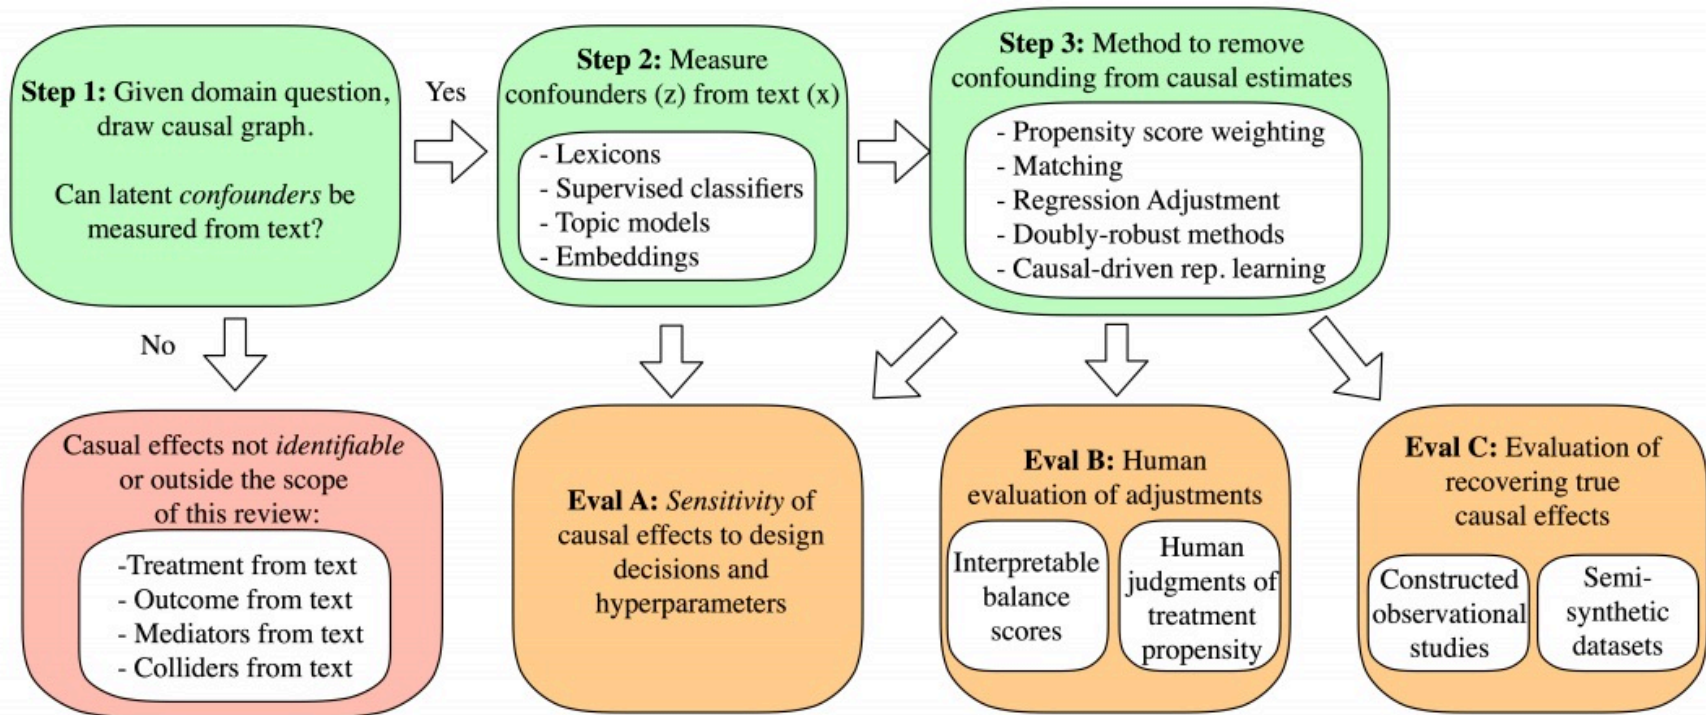 Step 1: Given domain question,
draw causal graph.
Can latent confounders be
measured from text?
Yes
Step 2: Measure
confounders (z) from text (x)
- Lexicons
- Supervised classifiers
- Topic models
- Embeddings
Step 3: Method to remove
confounding from causal estimates
- Propensity score weighting
- Matching
- Regression Adjustment
- Doubly-robust methods
- Causal-driven rep. learning
No
Casual effects not identifiable
or outside the scope
of this review:
-Treatment from text
- Outcome from text
- Mediators from text
- Colliders from text
Eval A: Sensitivity of
causal effects to design
decisions and
hyperparameters
Eval B: Human
evaluation of adjustments
Interpretable
balance
scores
Human
judgments of
treatment
propensity
Eval C: Evaluation of
recovering true
causal effects
Constructed
observational
studies
Semi-
synthetic
datasets